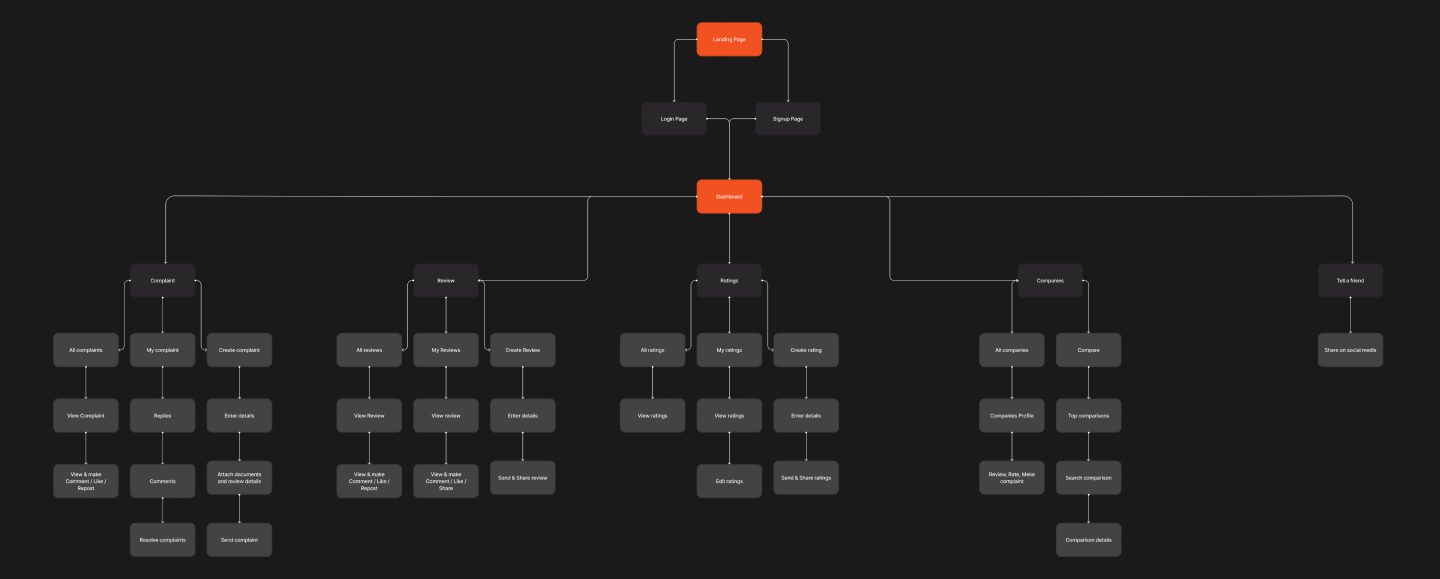 Landing Page
Login Page
Signup Page
Dashboard
Complaint
Review
Ratings
Companies
Tell a friend
All complaints
My complaint
Create complaint
All reviews
My Reviews
Create Review
All ratings
My ratings
Create rating
All companies
Compare
Share on social media
View Complaint
Replies
Enter details
View Review
View review
Enter details
View ratings
View ratings
Enter details
Companies Profile
Top comparisons
View & make
Comment / Like /
Repost
Comments
Attach documents
and review details
View & make
Comment / Like /
Repost
View & make
Comment / Like /
Share
Send & Share review
Edit ratings
Send & Share ratings
Review, Rate, Make
complaint
Search comparison
Resolve complaints
Send complaint
Comparison details